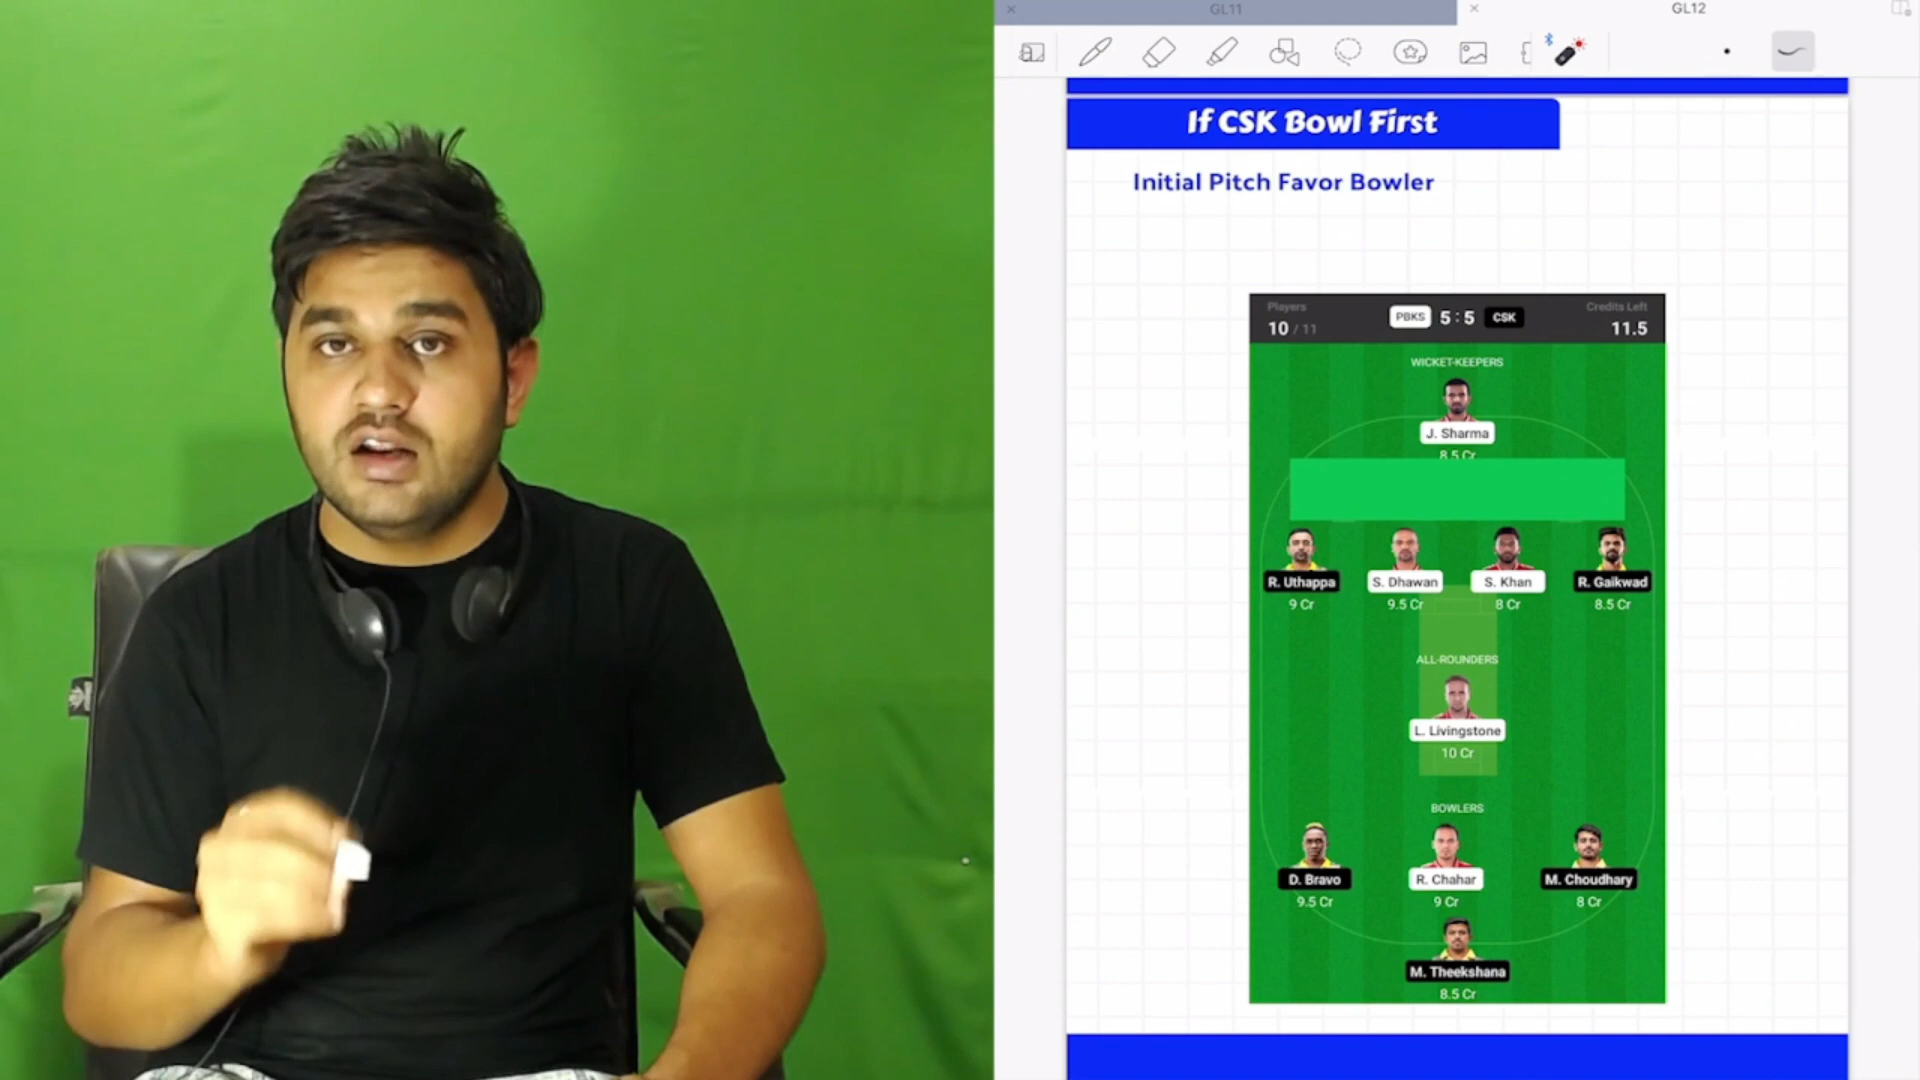 GL11
GL12
If CSK Bowl First
Initial Pitch Favor Bowler
Players
Credits Left
10 / 11
PBKS 5 : 5 CSK
11.5
WICKET-KEEPERS
J. Sharma
8.5 Cr
R. Uthappa S. Dhawan S. Khan R. Gaikwad
9 Cr 9.5 Cr 8 Cr 8.5 Cr
ALL-ROUNDERS
L. Livingstone
10 Cr
BOWLERS
D. Bravo R. Chahar M. Choudhary
9.5 Cr 9 Cr 8 Cr
M. Theekshana
8.5 Cr